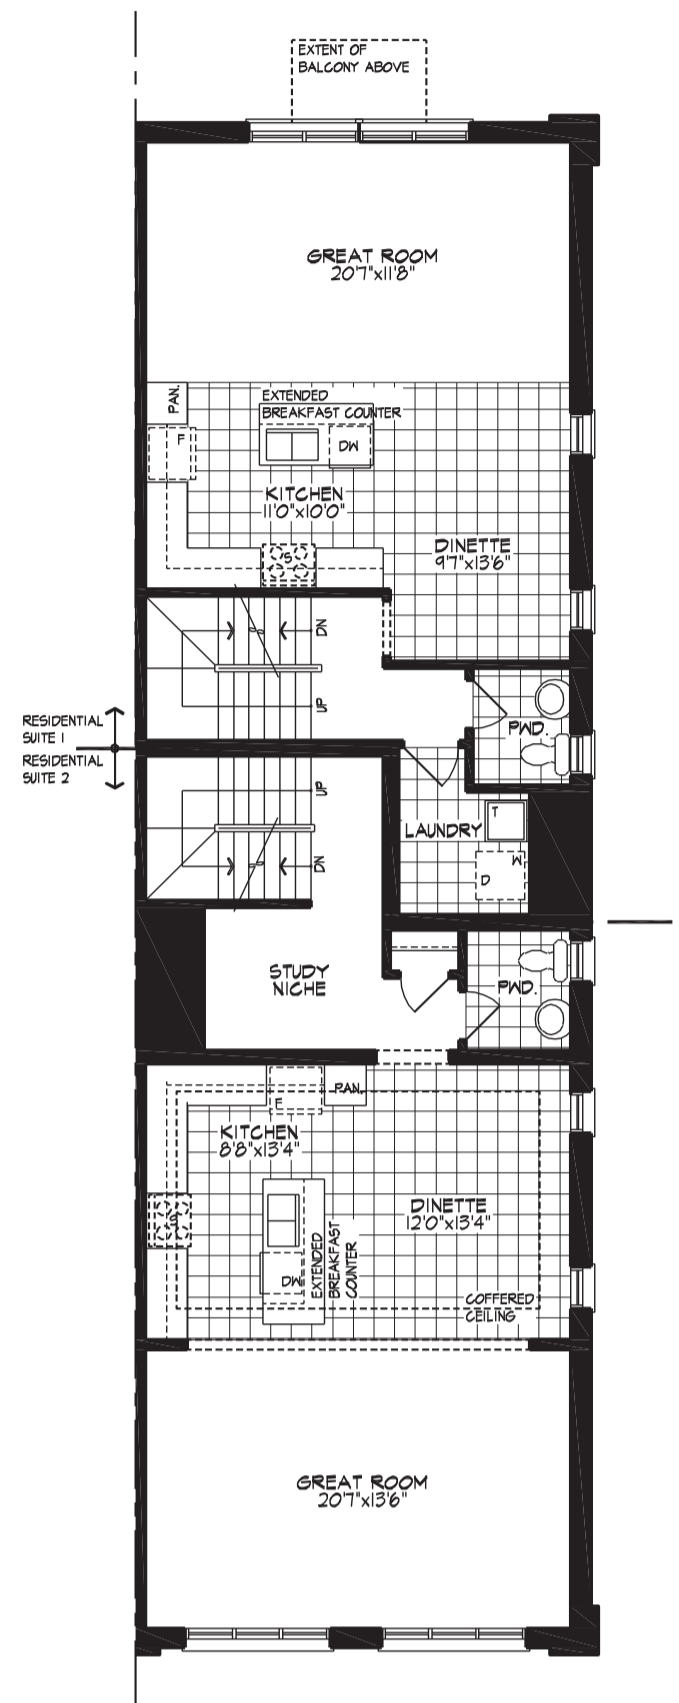 EXTENT OF
BALCONY ABOVE
GREAT ROOM
20'7"x11'8"
PAN.
F
EXTENDED
BREAKFAST COUNTER
DW
KITCHEN
11'0"x10'0"
S
DINETTE
9'7"x13'6"
DN
UP
PWD.
RESIDENTIAL
SUITE 1
RESIDENTIAL
SUITE 2
UP
DN
LAUNDRY
T
W
D
STUDY
NICHE
PWD.
F
PAN.
KITCHEN
8'8"x13'4"
S
DINETTE
12'0"x13'4"
DW
EXTENDED
BREAKFAST
COUNTER
COFFERED
CEILING
GREAT ROOM
20'7"x13'6"